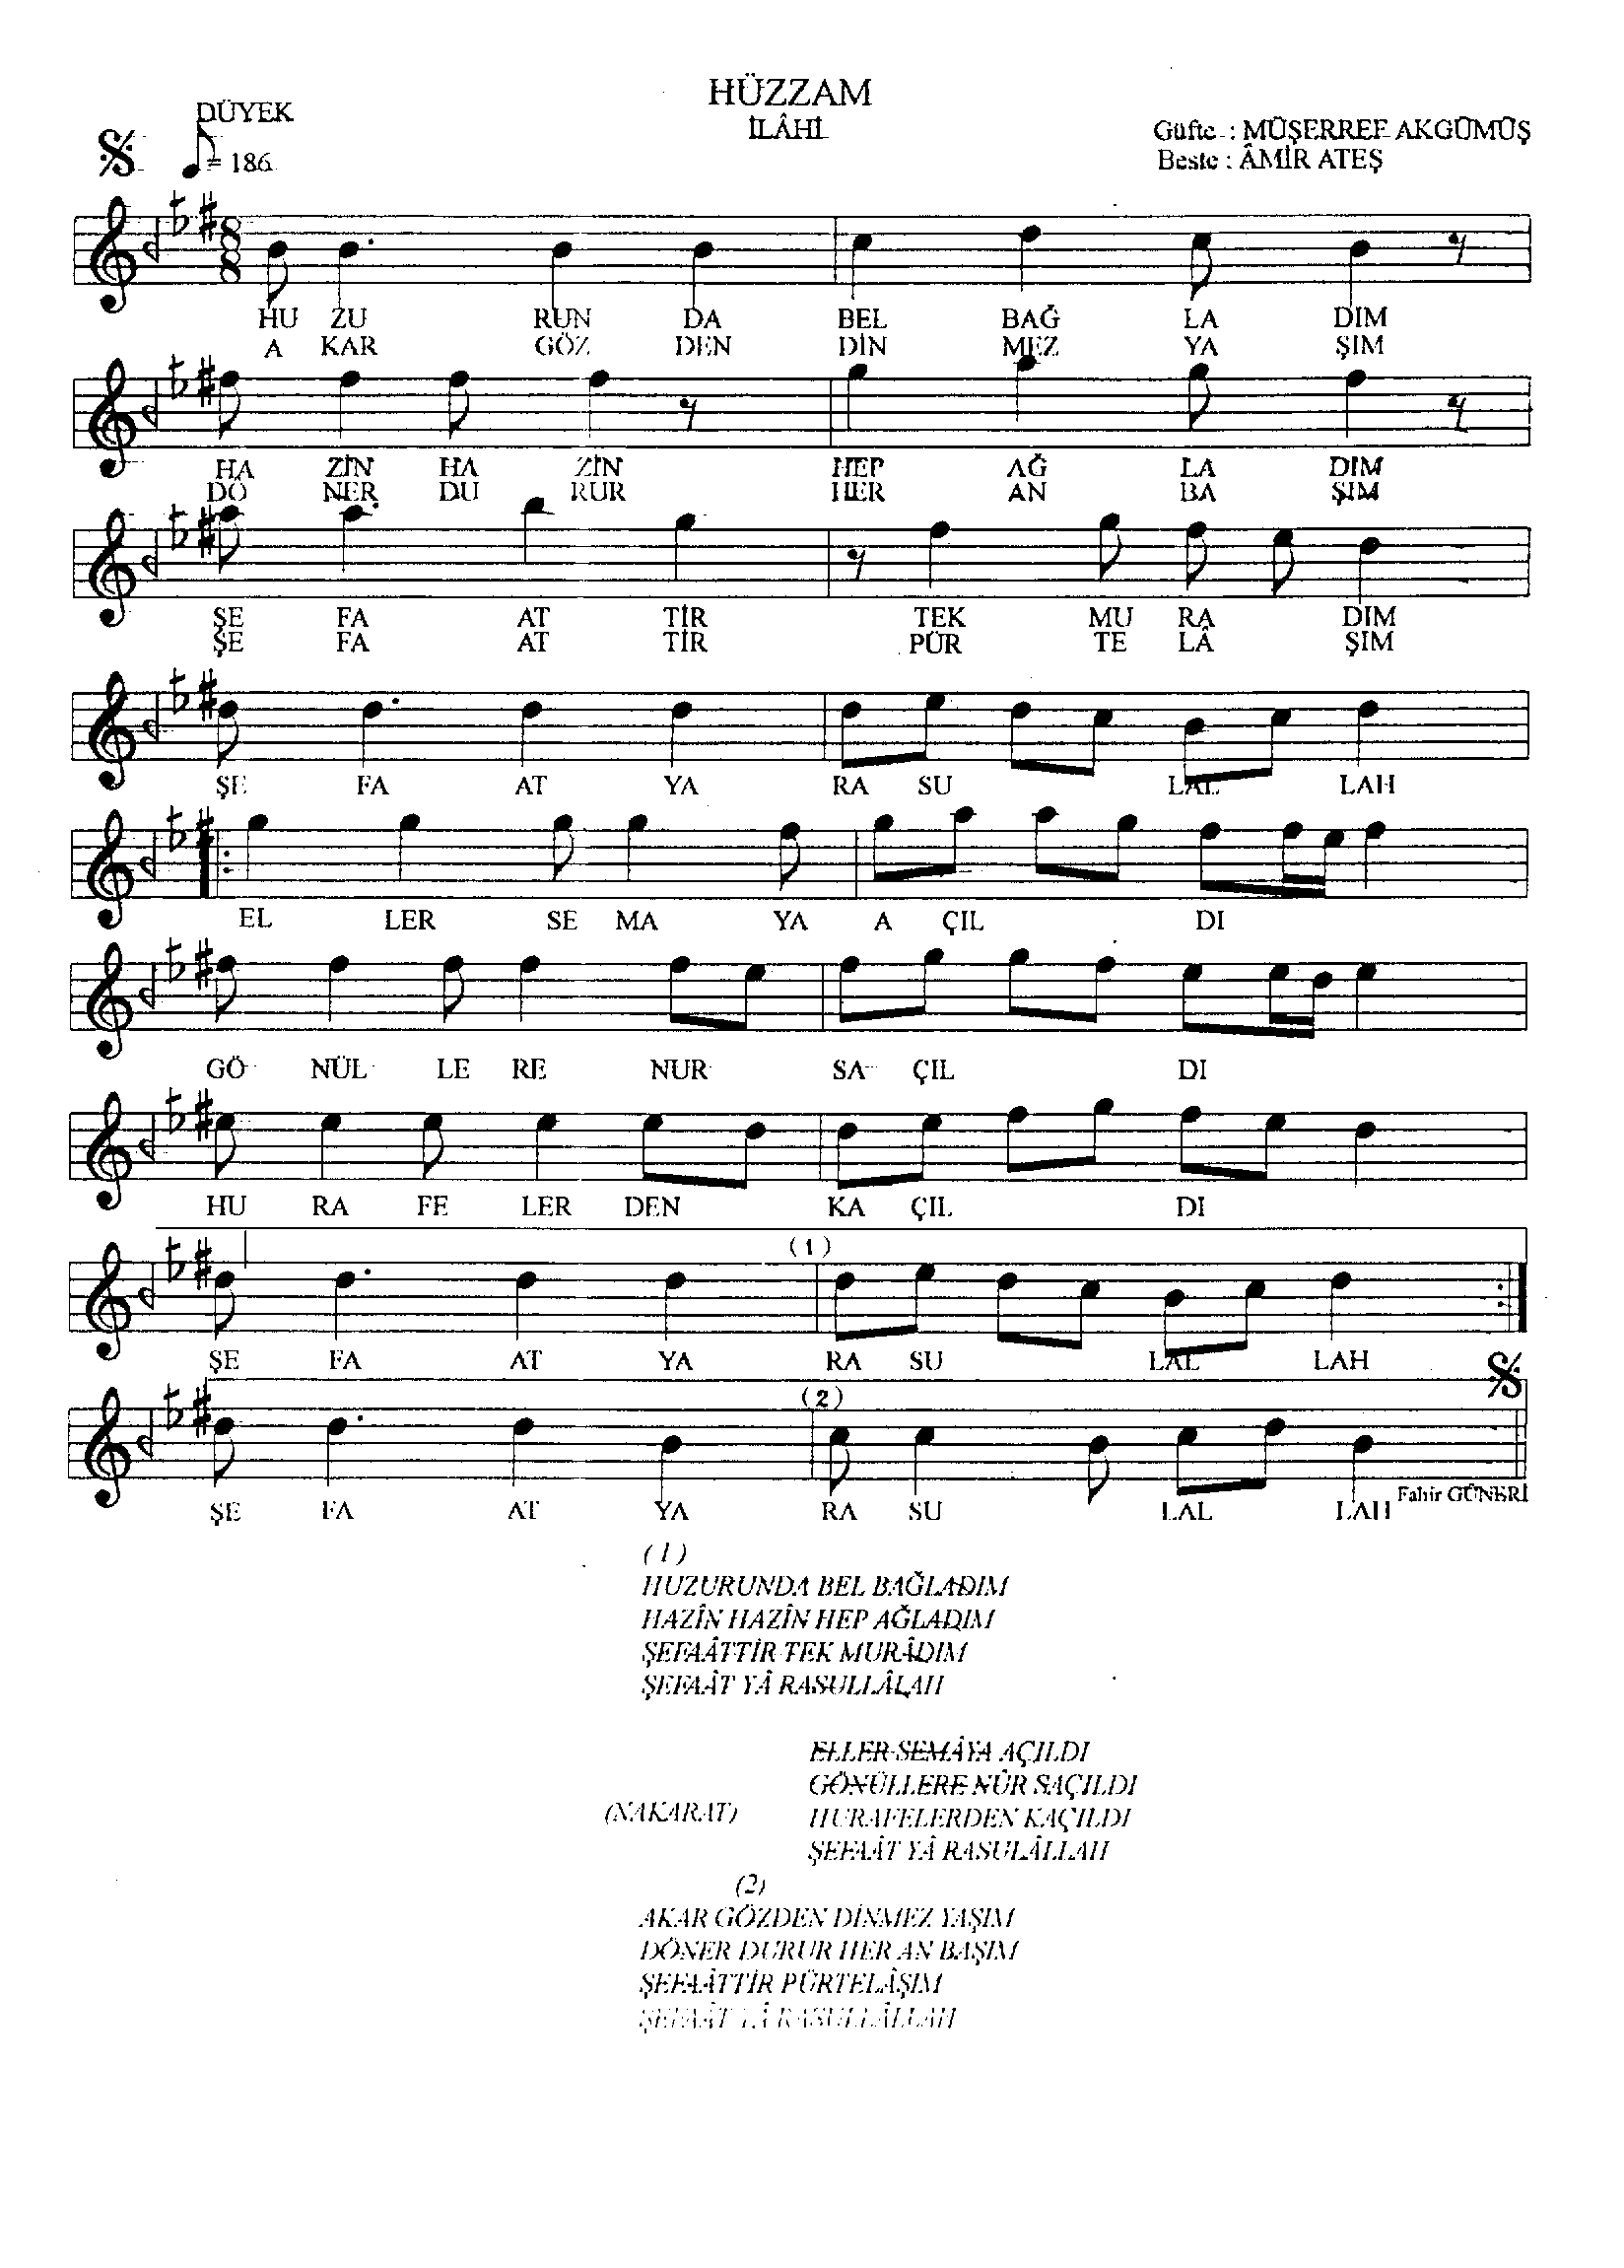 HÜZZAM
DÜYEK
İLÂHİ
Güfte : MÜŞERREF AKGÜMÜŞ
= 186
Beste : ÂMİR ATEŞ
8
8
HU ZU RUN DA BEL BAĞ LA DIM
A KAR GÖZ DEN DİN MEZ YA ŞIM
HA ZİN HA ZİN HEP AĞ LA DIM
DÖ NER DU RUR HER AN BA ŞIM
ŞE FA AT TİR TEK MU RA DIM
ŞE FA AT TİR PÜR TE LÂ ŞIM
ŞE FA AT YA RA SU LAL LAH
EL LER SE MA YA A ÇIL DI
GÖ NÜL LE RE NUR SA ÇIL DI
HU RA FE LER DEN KA ÇIL DI
(1)
ŞE FA AT YA RA SU LAL LAH
(2)
ŞE FA AT YA RA SU LAL LAH
Fahir GÜNERİ
(1)
HUZURUNDA BEL BAĞLADIM
HAZÎN HAZÎN HEP AĞLADIM
ŞEFAÂTTİR TEK MURÂDIM
ŞEFAÂT YÂ RASULLÂLAH
ELLER SEMÂYA AÇILDI
GÖNÜLLERE NÛR SAÇILDI
(NAKARAT) HURAFELERDEN KAÇILDI
ŞEFAÂT YÂ RASULÂLLAH
(2)
AKAR GÖZDEN DİNMEZ YAŞIM
DÖNER DURUR HER AN BAŞIM
ŞEFAÂTTİR PÜRTELÂŞIM
ŞEFAÂT YÂ RASULLÂLLAH